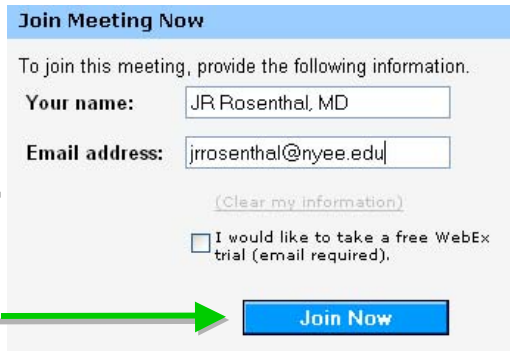 Join Meeting Now
To join this meeting, provide the following information.
Your name: JR Rosenthal, MD
Email address: jrrosenthal@nyee.edu
(Clear my information)
I would like to take a free WebEx
trial (email required).
Join Now